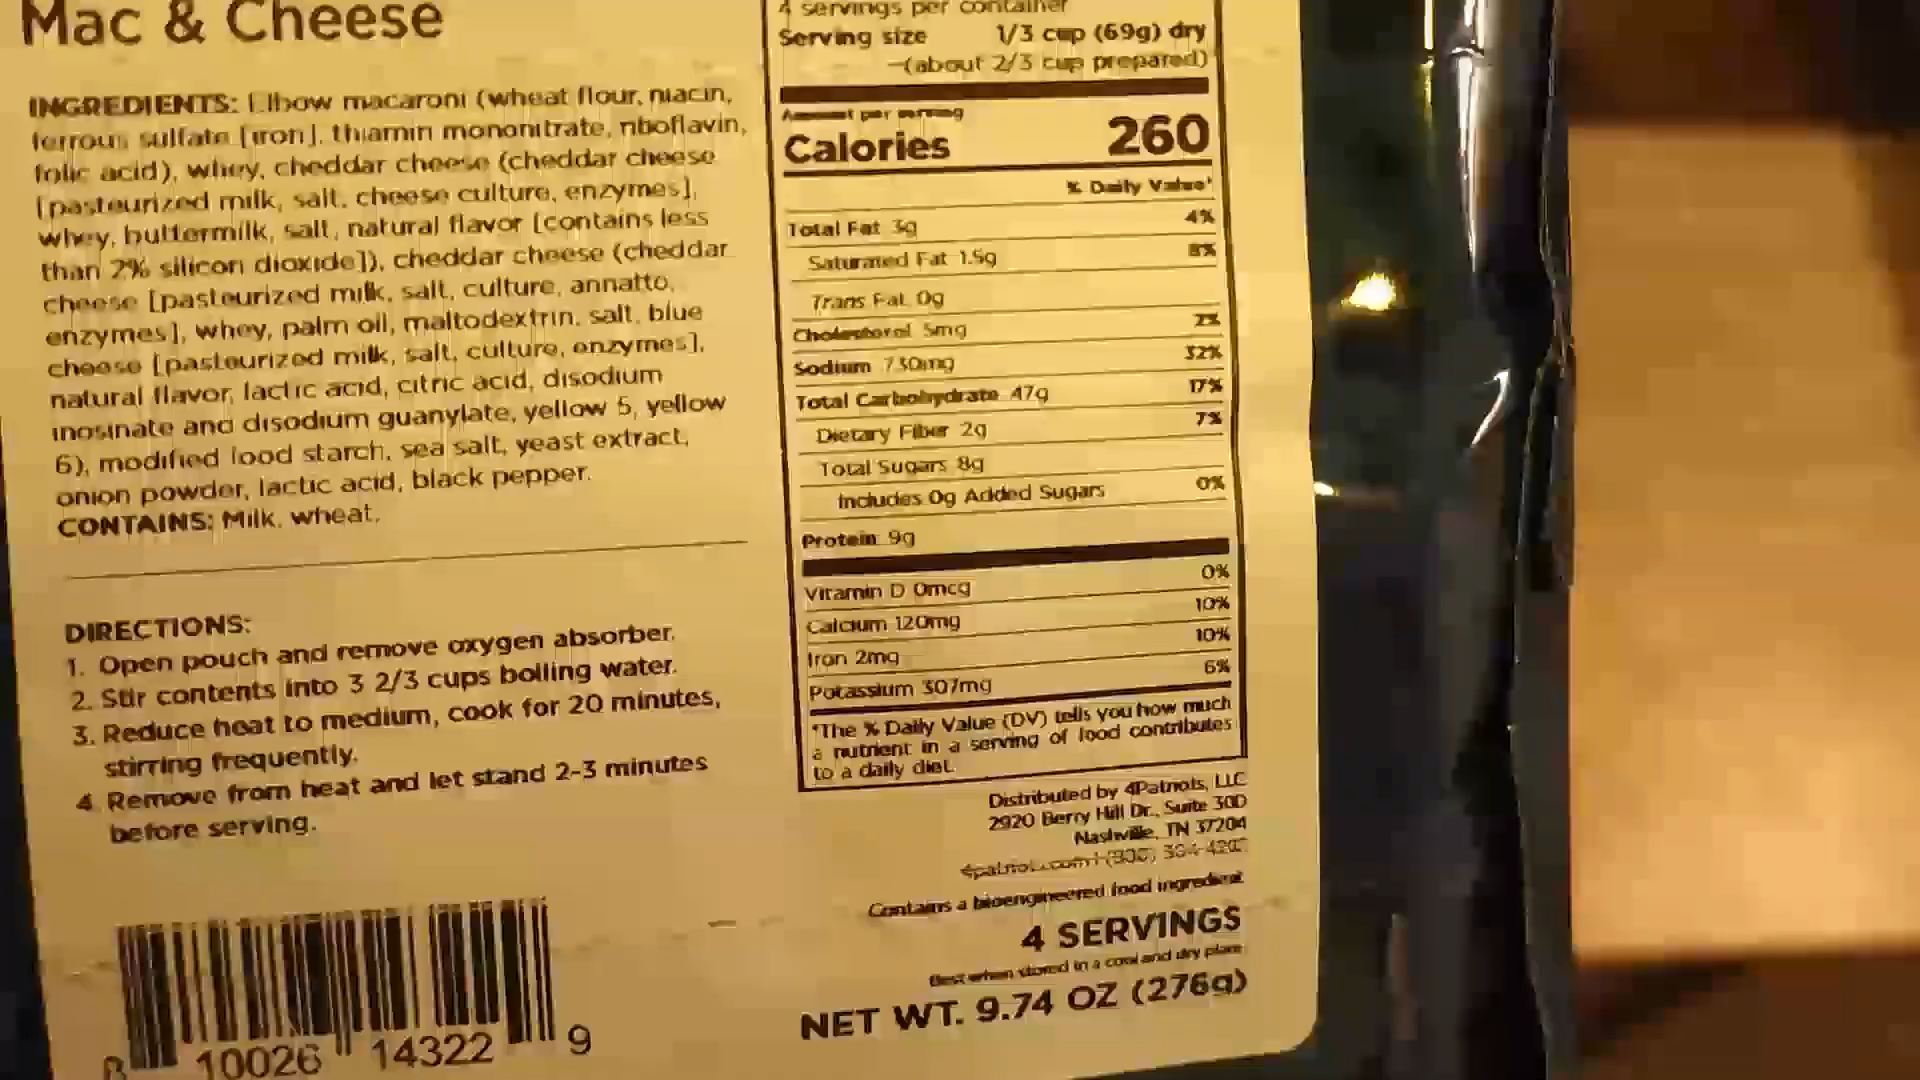 Mac & Cheese
INGREDIENTS: Elbow macaroni (wheat flour, niacin,
ferrous sulfate [iron], thiamin mononitrate, riboflavin,
folic acid), whey, cheddar cheese (cheddar cheese
[pasteurized milk, salt, cheese culture, enzymes],
whey, buttermilk, salt, natural flavor [contains less
than 2% silicon dioxide]), cheddar cheese (cheddar
cheese [pasteurized milk, salt, culture, annatto,
enzymes], whey, palm oil, maltodextrin, salt, blue
cheese [pasteurized milk, salt, culture, enzymes],
natural flavor, lactic acid, citric acid, disodium
inosinate and disodium guanylate, yellow 5, yellow
6), modified food starch, sea salt, yeast extract,
onion powder, lactic acid, black pepper.
CONTAINS: Milk, wheat.
DIRECTIONS:
1. Open pouch and remove oxygen absorber.
2. Stir contents into 3 2/3 cups boiling water.
3. Reduce heat to medium, cook for 20 minutes,
stirring frequently.
4. Remove from heat and let stand 2-3 minutes
before serving.
10026 14322 9
4 servings per container
Serving size 1/3 cup (69g) dry
(about 2/3 cup prepared)
Amount per serving
Calories 260
% Daily Value*
Total Fat 3g 4%
Saturated Fat 1.5g 8%
Trans Fat 0g
Cholesterol 5mg 2%
Sodium 730mg 32%
Total Carbohydrate 47g 17%
Dietary Fiber 2g 7%
Total Sugars 8g
Includes 0g Added Sugars 0%
Protein 9g
Vitamin D 0mcg 0%
Calcium 120mg 10%
Iron 2mg 10%
Potassium 307mg 6%
*The % Daily Value (DV) tells you how much
a nutrient in a serving of food contributes
to a daily diet.
Distributed by 4Patriots, LLC
2920 Berry Hill Dr., Suite 300
Nashville, TN 37204
Contains a bioengineered food ingredient
4 SERVINGS
Best when stored in a cool and dry place
NET WT. 9.74 OZ (276g)